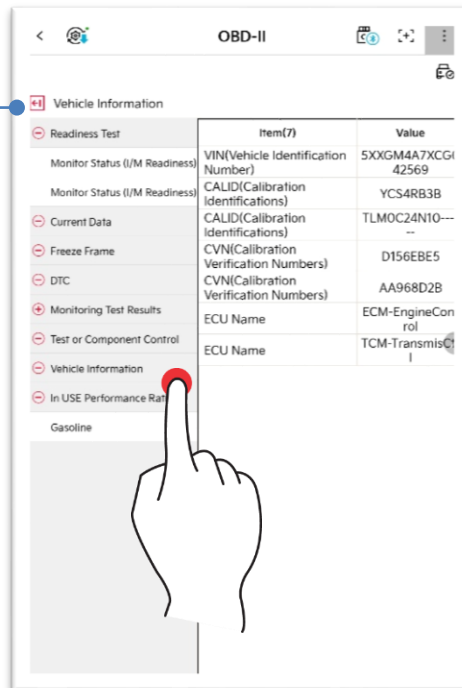 OBD-II
Vehicle Information
Readiness Test
Monitor Status (I/M Readiness)
Monitor Status (I/M Readiness)
Current Data
Freeze Frame
DTC
Monitoring Test Results
Test or Component Control
Vehicle Information
In USE Performance
Gasoline
Item(7) Value
VIN(Vehicle Identification 5XXGM4A7XCG
Number) 42569
CALID(Calibration
Identifications) YCS4RB3B
CALID(Calibration TLM0C24N10---
Identifications) --
CVN(Calibration
Verification Numbers) D156EBE5
CVN(Calibration
Verification Numbers) AA968D2B
ECU Name ECM-EngineCon
rol
ECU Name TCM-TransmisC
l